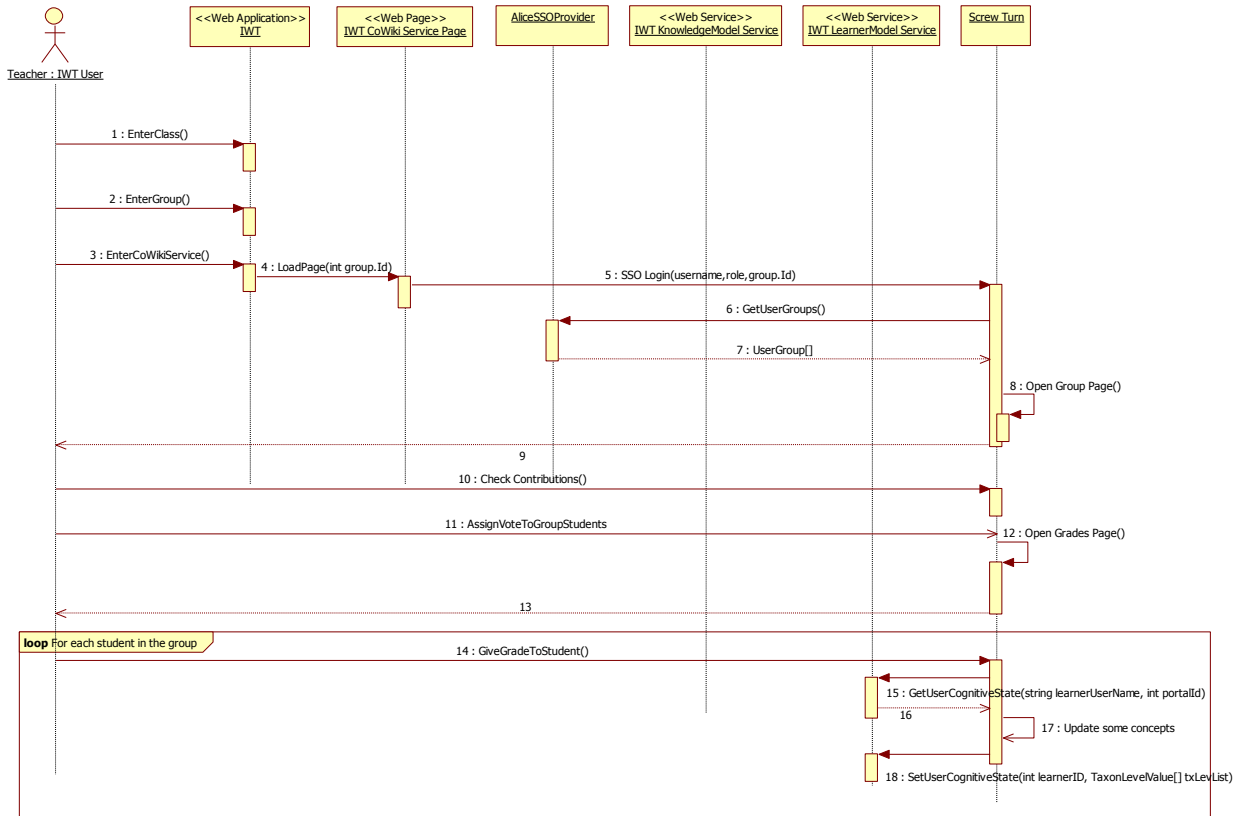 <<Web Application>>
IWT
<<Web Page>>
IWT CoWiki Service Page
AliceSSOProvider
<<Web Service>>
IWT KnowledgeModel Service
<<Web Service>>
IWT LearnerModel Service
Screw Turn
Teacher : IWT User
1 : EnterClass()
2 : EnterGroup()
3 : EnterCoWikiService()
4 : LoadPage(int group.Id)
5 : SSO Login(username,role,group.Id)
6 : GetUserGroups()
7 : UserGroup[]
8 : Open Group Page()
9
10 : Check Contributions()
11 : AssignVoteToGroupStudents
12 : Open Grades Page()
13
loop For each student in the group
14 : GiveGradeToStudent()
15 : GetUserCognitiveState(string learnerUserName, int portalId)
16
17 : Update some concepts
18 : SetUserCognitiveState(int learnerID, TaxonLevelValue[] txLevList)